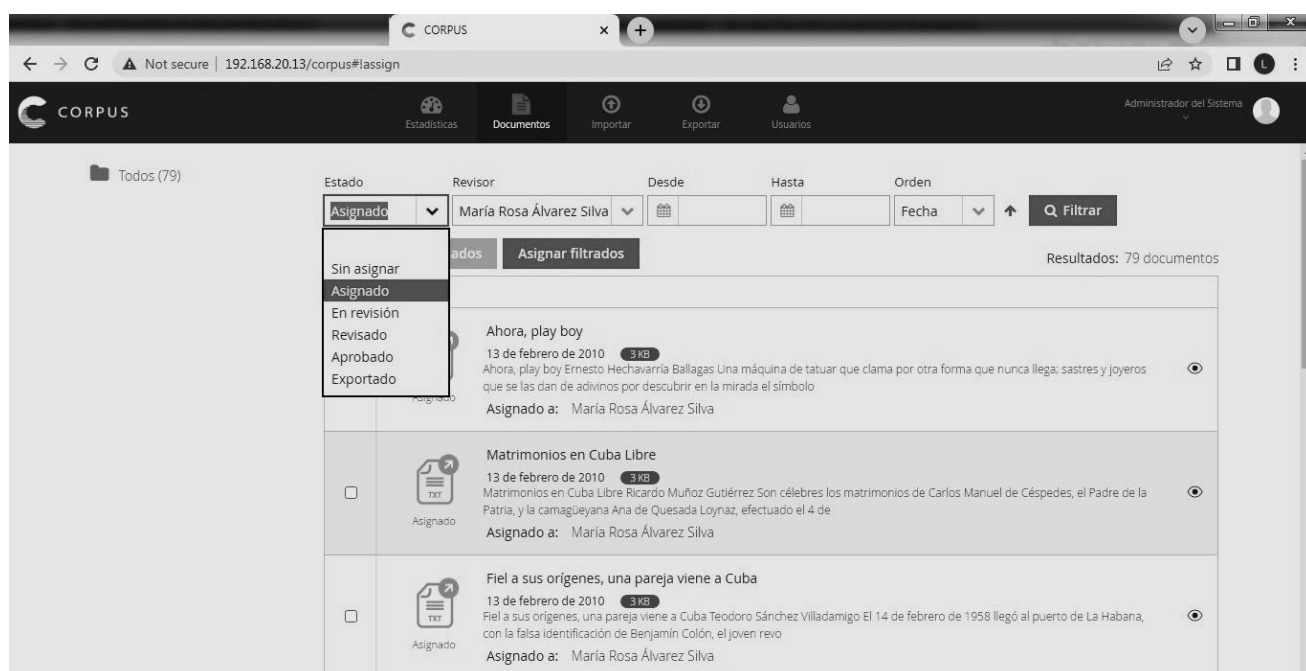 CORPUS
Not secure
192.168.20.13/corpus#!assign
L
CORPUS
Estadísticas
Documentos
Importar
Exportar
Usuarios
Administrador del Sistema
Todos (79)
Estado
Revisor
Desde
Hasta
Orden
Asignado
María Rosa Álvarez Silva
Fecha
Filtrar
Asignar filtrados
Resultados: 79 documentos
Sin asignar
Asignado
En revisión
Revisado
Aprobado
Exportado
Ahora, play boy
13 de febrero de 2010 3 KB
Ahora, play boy Ernesto Hechavarría Ballagas Una máquina de tatuar que clama por otra forma que nunca llega; sastres y joyeros
que se las dan de adivinos por descubrir en la mirada el símbolo
Asignado
Asignado a: María Rosa Álvarez Silva
Matrimonios en Cuba Libre
13 de febrero de 2010 3 KB
Matrimonios en Cuba Libre Ricardo Muñoz Gutiérrez Son célebres los matrimonios de Carlos Manuel de Céspedes, el Padre de la
Patria, y la camagüeyana Ana de Quesada Loynaz, efectuado el 4 de
TXT
Asignado
Asignado a: María Rosa Álvarez Silva
Fiel a sus orígenes, una pareja viene a Cuba
13 de febrero de 2010 3 KB
Fiel a sus orígenes, una pareja viene a Cuba Teodoro Sánchez Villadamigo El 14 de febrero de 1958 llegó al puerto de La Habana,
con la falsa identificación de Benjamín Colón, el joven revo
TXT
Asignado
Asignado a: María Rosa Álvarez Silva